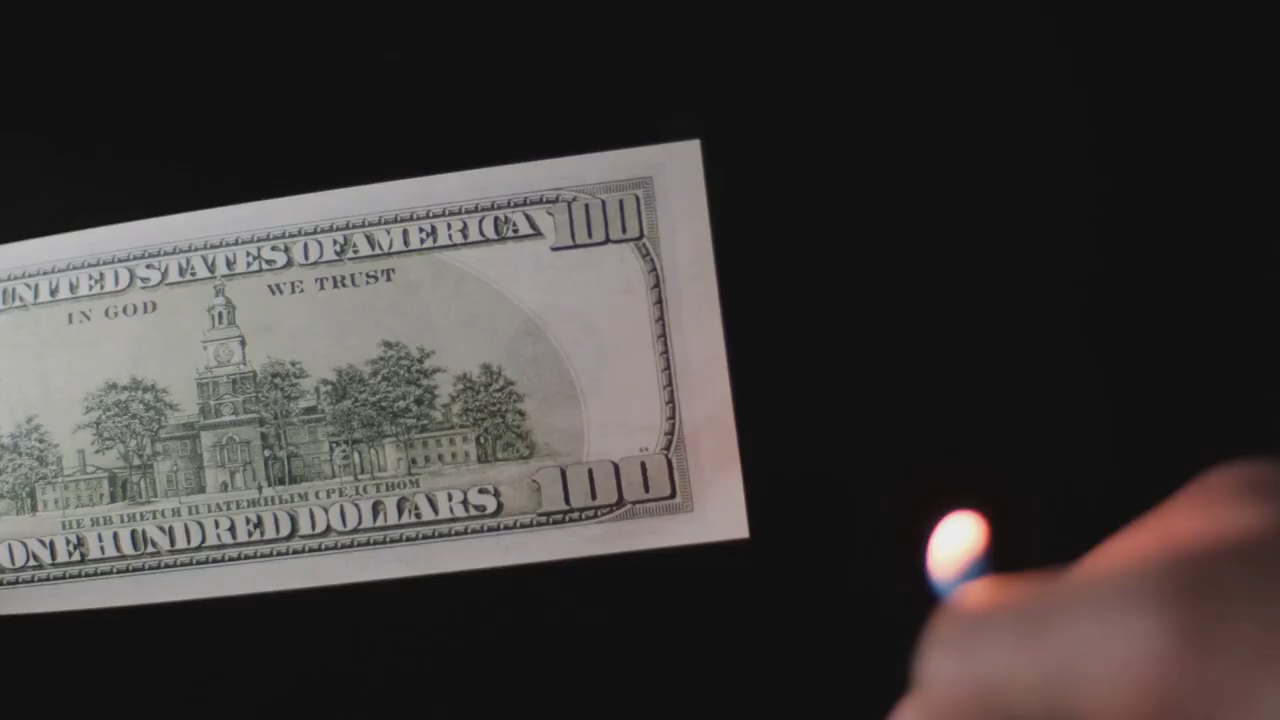 UNITED STATES OF AMERICA
100
IN GOD WE TRUST
НЕ ЯВЛЯЕТСЯ ПЛАТЕЖНЫМ СРЕДСТВОМ
ONE HUNDRED DOLLARS
100